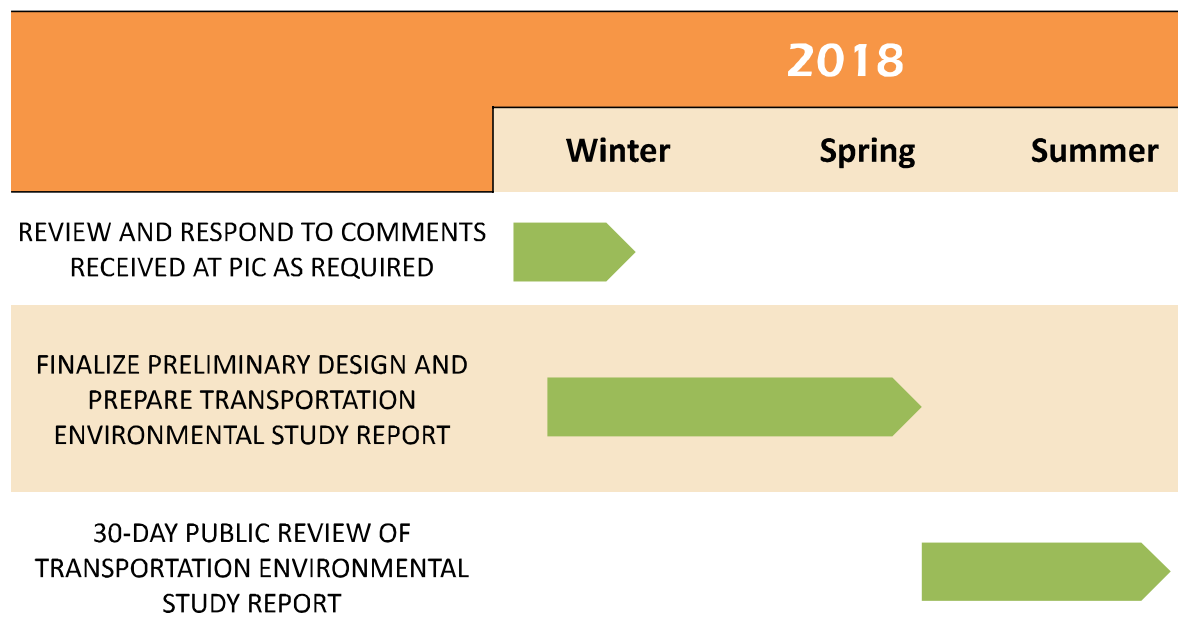 2018
Winter Spring Summer
REVIEW AND RESPOND TO COMMENTS
RECEIVED AT PIC AS REQUIRED
FINALIZE PRELIMINARY DESIGN AND
PREPARE TRANSPORTATION
ENVIRONMENTAL STUDY REPORT
30-DAY PUBLIC REVIEW OF
TRANSPORTATION ENVIRONMENTAL
STUDY REPORT